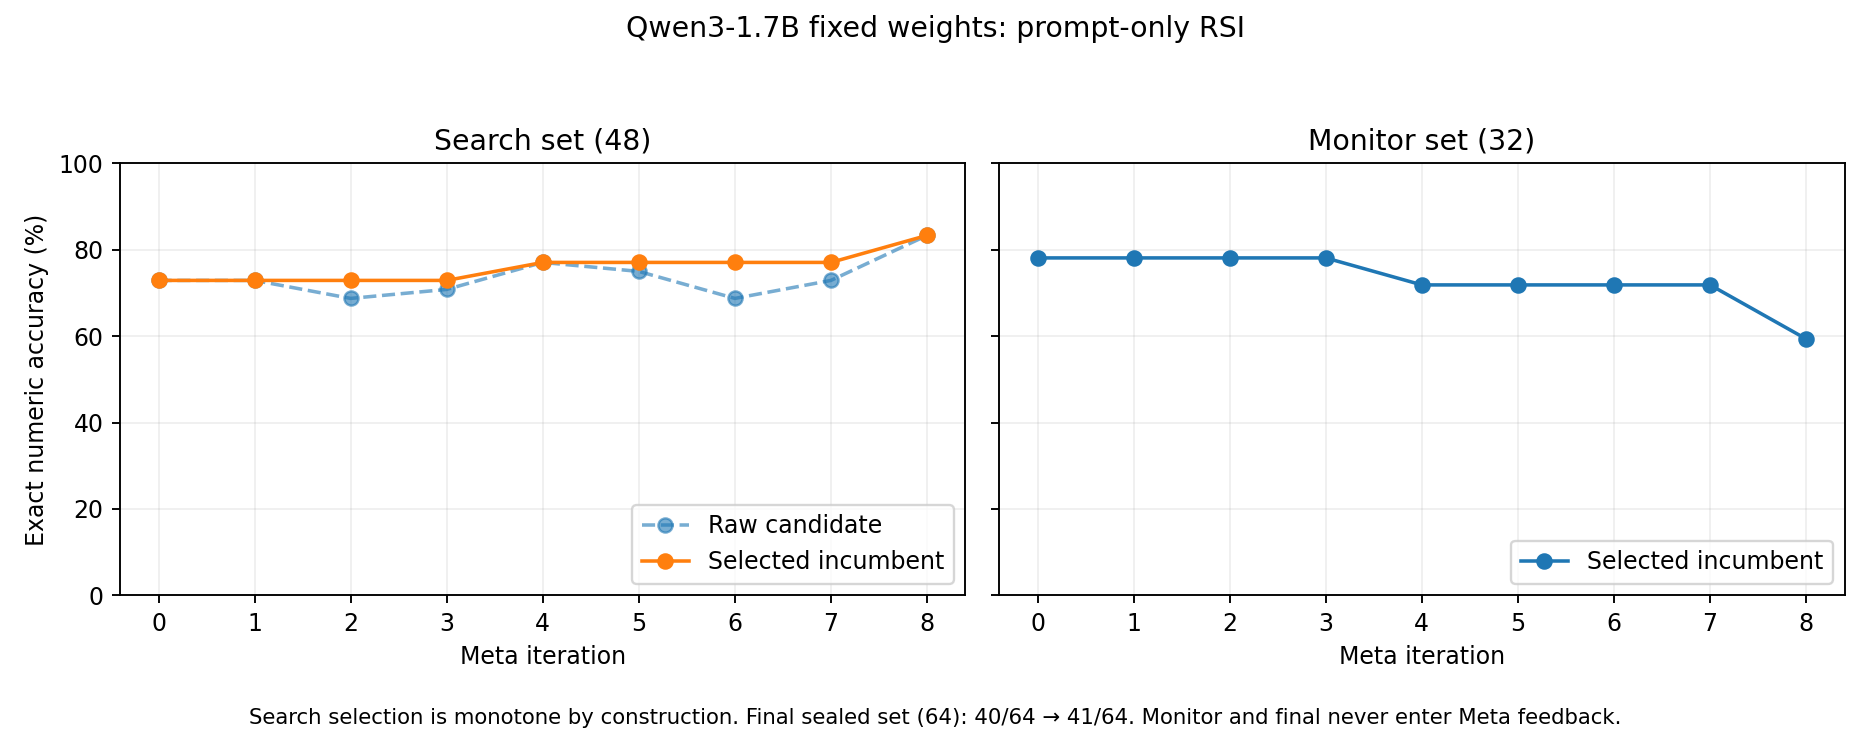 Qwen3-1.7B fixed weights: prompt-only RSI
Search set (48)
Exact numeric accuracy (%)
100
80
60
40
20
0
Raw candidate
Selected incumbent
0 1 2 3 4 5 6 7 8
Meta iteration
Monitor set (32)
Selected incumbent
0 1 2 3 4 5 6 7 8
Meta iteration
Search selection is monotone by construction. Final sealed set (64): 40/64 → 41/64. Monitor and final never enter Meta feedback.